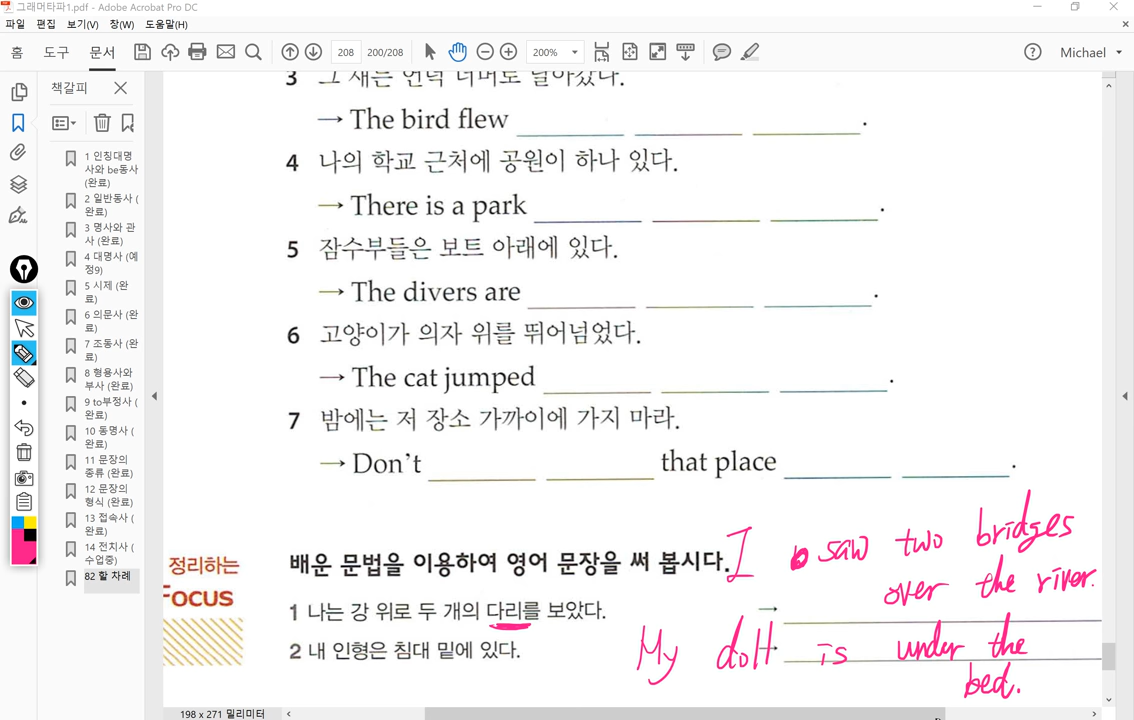 그래머타파1.pdf - Adobe Acrobat Pro DC
파일 편집 보기(V) 창(W) 도움말(H)
홈 도구 문서 208 200/208 200% Michael
책갈피
1 인칭대명
사와 be동사
(완료)
2 일반동사 (
완료)
3 명사와 관
사 (완료)
4 대명사 (예
정9)
5 시제 (완
료)
6 의문사 (완
료)
7 조동사 (완
료)
8 형용사와
부사 (완료)
9 to부정사 (
완료)
10 동명사 (
완료)
11 문장의
종류 (완료)
12 문장의
형식 (완료)
13 접속사 (
완료)
14 전치사 (
수업중)
82 할 차례
3 그 새는 언덕 너머로 날아갔다.
→ The bird flew .
4 나의 학교 근처에 공원이 하나 있다.
→ There is a park .
5 잠수부들은 보트 아래에 있다.
→ The divers are .
6 고양이가 의자 위를 뛰어넘었다.
→ The cat jumped .
7 밤에는 저 장소 가까이에 가지 마라.
→ Don't that place .
정리하는
FOCUS
배운 문법을 이용하여 영어 문장을 써 봅시다.
1 나는 강 위로 두 개의 다리를 보았다.
→ I saw two bridges
over the river.
2 내 인형은 침대 밑에 있다.
→ My doll is under the
bed.
198 x 271 밀리미터